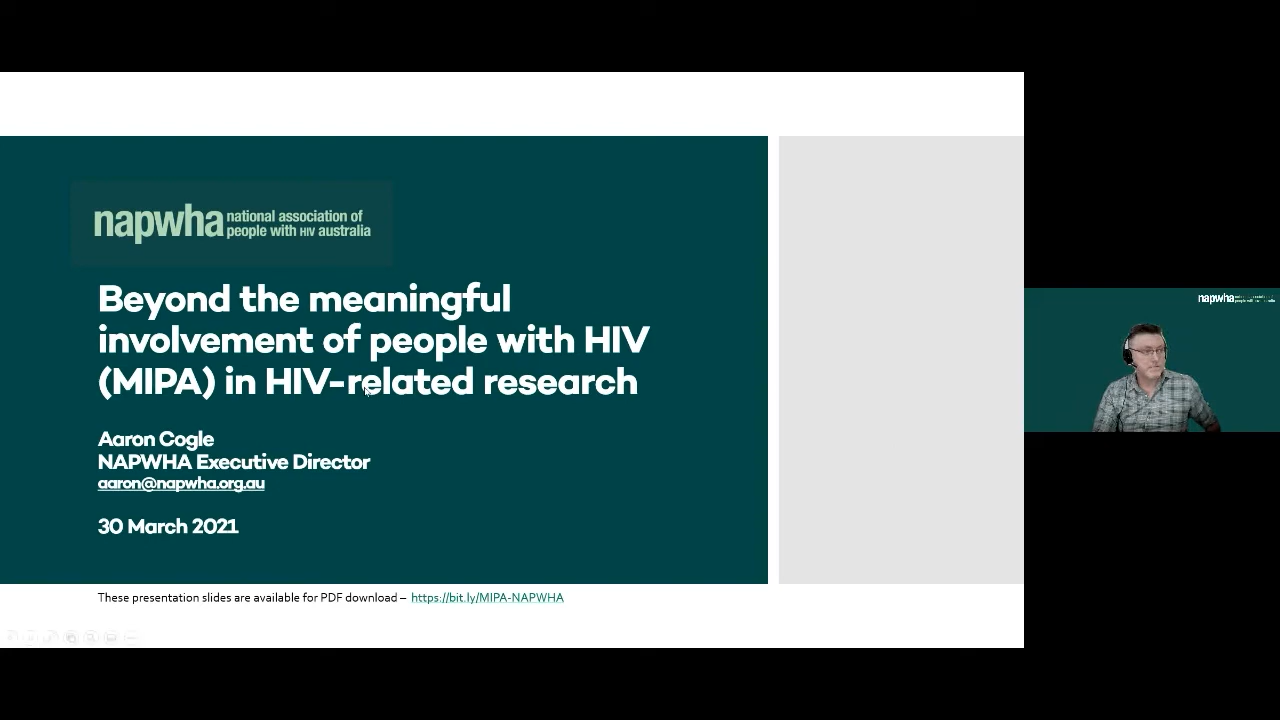 napwha national association of
people with HIV australia
Beyond the meaningful
involvement of people with HIV
(MIPA) in HIV-related research
Aaron Cogle
NAPWHA Executive Director
aaron@napwha.org.au
30 March 2021
These presentation slides are available for PDF download – https://bit.ly/MIPA-NAPWHA
napwha